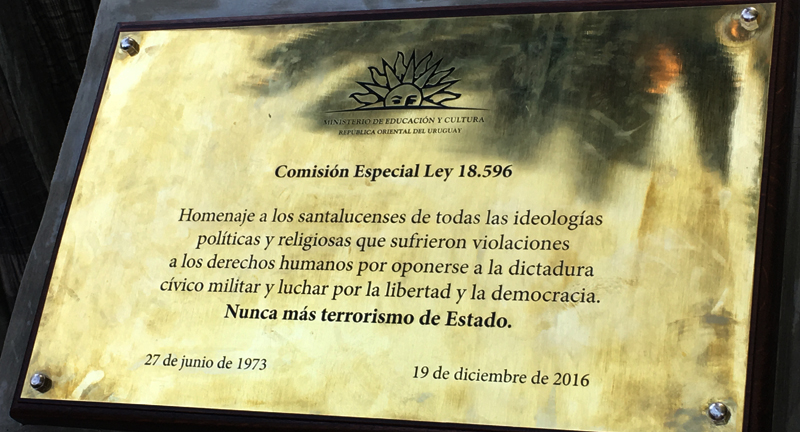 MINISTERIO DE EDUCACIÓN Y CULTURA
REPÚBLICA ORIENTAL DEL URUGUAY
Comisión Especial Ley 18.596
Homenaje a los santalucenses de todas las ideologías
políticas y religiosas que sufrieron violaciones
a los derechos humanos por oponerse a la dictadura
cívico militar y luchar por la libertad y la democracia.
Nunca más terrorismo de Estado.
27 de junio de 1973
19 de diciembre de 2016